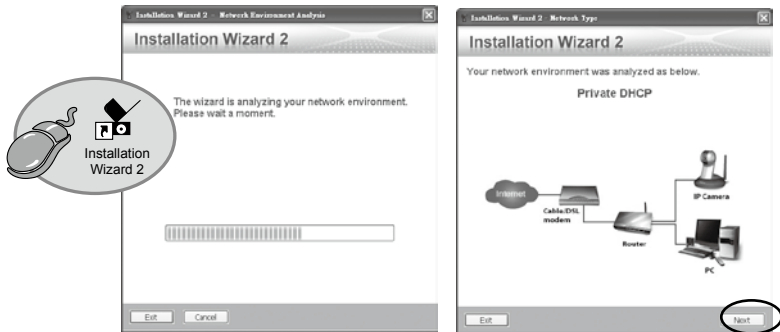 Installation Wizard 2 - Network Environment Analysis
Installation Wizard 2
The wizard is analyzing your network environment.
Please wait a moment.
Installation
Wizard 2
Exit
Cancel
Installation Wizard 2 Network Type
Installation Wizard 2
Your network environment was analyzed as below.
Private DHCP
Internet
Cable/DSL
modem
Router
IP Camera
PC
Exit
Next